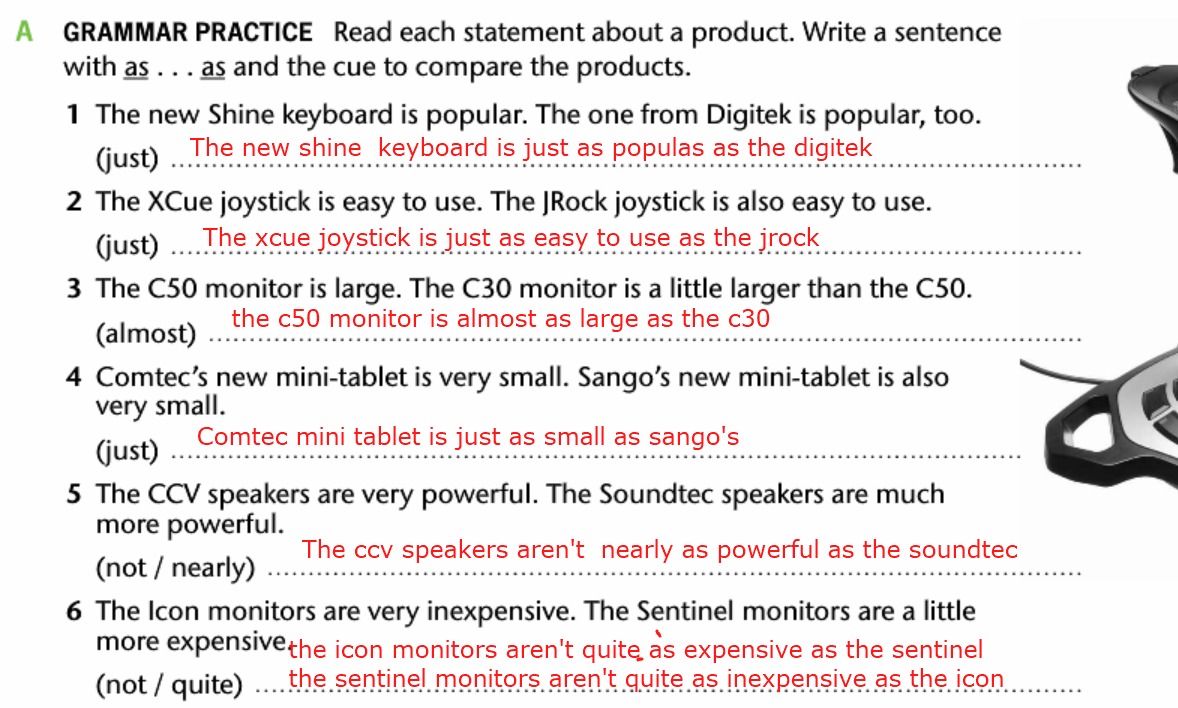 A GRAMMAR PRACTICE Read each statement about a product. Write a sentence
with as . . . as and the cue to compare the products.
1 The new Shine keyboard is popular. The one from Digitek is popular, too.
(just) The new shine keyboard is just as populas as the digitek
2 The XCue joystick is easy to use. The JRock joystick is also easy to use.
(just) The xcue joystick is just as easy to use as the jrock
3 The C50 monitor is large. The C30 monitor is a little larger than the C50.
(almost) the c50 monitor is almost as large as the c30
4 Comtec’s new mini-tablet is very small. Sango’s new mini-tablet is also
very small.
(just) Comtec mini tablet is just as small as sango's
5 The CCV speakers are very powerful. The Soundtec speakers are much
more powerful.
(not / nearly) The ccv speakers aren't nearly as powerful as the soundtec
6 The Icon monitors are very inexpensive. The Sentinel monitors are a little
more expensive. the icon monitors aren't quite as expensive as the sentinel
(not / quite) the sentinel monitors aren't quite as inexpensive as the icon